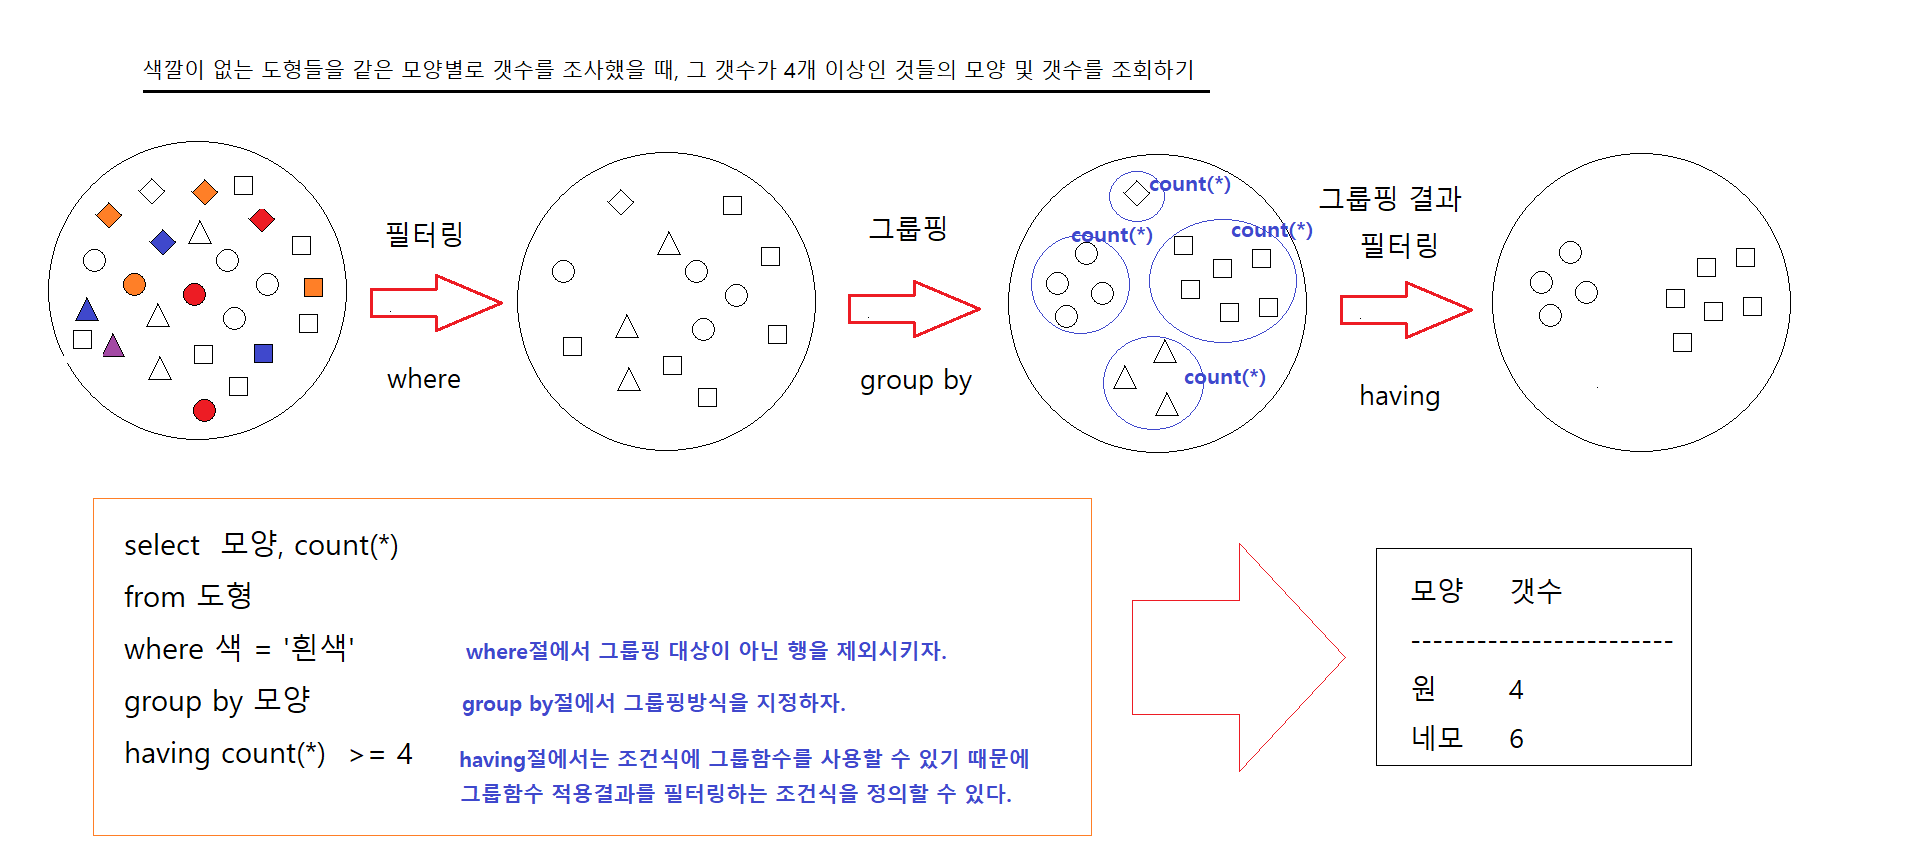 색깔이 없는 도형들을 같은 모양별로 갯수를 조사했을 때, 그 갯수가 4개 이상인 것들의 모양 및 갯수를 조회하기
필터링
where
그룹핑
group by
count(*)
count(*)
count(*)
count(*)
그룹핑 결과
필터링
having
select 모양, count(*)
from 도형
where 색 = '흰색'
where절에서 그룹핑 대상이 아닌 행을 제외시키자.
group by 모양
group by절에서 그룹핑방식을 지정하자.
having count(*) >= 4
having절에서는 조건식에 그룹함수를 사용할 수 있기 때문에
그룹함수 적용결과를 필터링하는 조건식을 정의할 수 있다.
모양 갯수
------------------------
원 4
네모 6